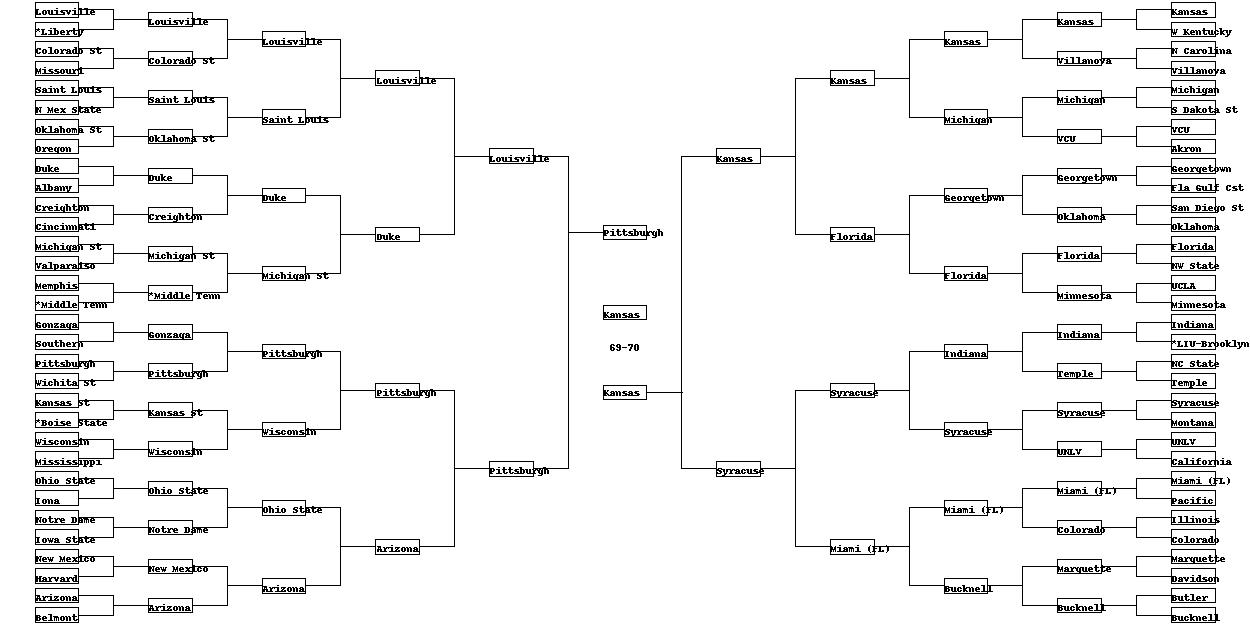 Louisville
*Liberty
Colorado St
Missouri
Saint Louis
N Mex State
Oklahoma St
Oregon
Duke
Albany
Creighton
Cincinnati
Michigan St
Valparaiso
Memphis
*Middle Tenn
Gonzaga
Southern
Pittsburgh
Wichita St
Kansas St
*Boise State
Wisconsin
Mississippi
Ohio State
Iona
Notre Dame
Iowa State
New Mexico
Harvard
Arizona
Belmont
Louisville
Colorado St
Saint Louis
Oklahoma St
Duke
Creighton
Michigan St
*Middle Tenn
Gonzaga
Pittsburgh
Kansas St
Wisconsin
Ohio State
Notre Dame
New Mexico
Arizona
Louisville
Saint Louis
Duke
Michigan St
Pittsburgh
Wisconsin
Ohio State
Arizona
Louisville
Duke
Pittsburgh
Arizona
Louisville
Pittsburgh
Pittsburgh
Kansas
69-70
Kansas
Kansas
Syracuse
Kansas
Florida
Syracuse
Miami (FL)
Kansas
Michigan
Georgetown
Florida
Indiana
Syracuse
Miami (FL)
Bucknell
Kansas
Villanova
Michigan
VCU
Georgetown
Oklahoma
Florida
Minnesota
Indiana
Temple
Syracuse
UNLV
Miami (FL)
Colorado
Marquette
Bucknell
Kansas
W Kentucky
N Carolina
Villanova
Michigan
S Dakota St
VCU
Akron
Georgetown
Fla Gulf Cst
San Diego St
Oklahoma
Florida
NW State
UCLA
Minnesota
Indiana
*LIU-Brooklyn
NC State
Temple
Syracuse
Montana
UNLV
California
Miami (FL)
Pacific
Illinois
Colorado
Marquette
Davidson
Butler
Bucknell